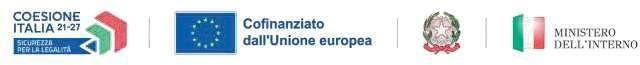 COESIONE
ITALIA 21-27
SICUREZZA
PER LA LEGALITÀ
Cofinanziato
dall'Unione europea
MINISTERO
DELL'INTERNO